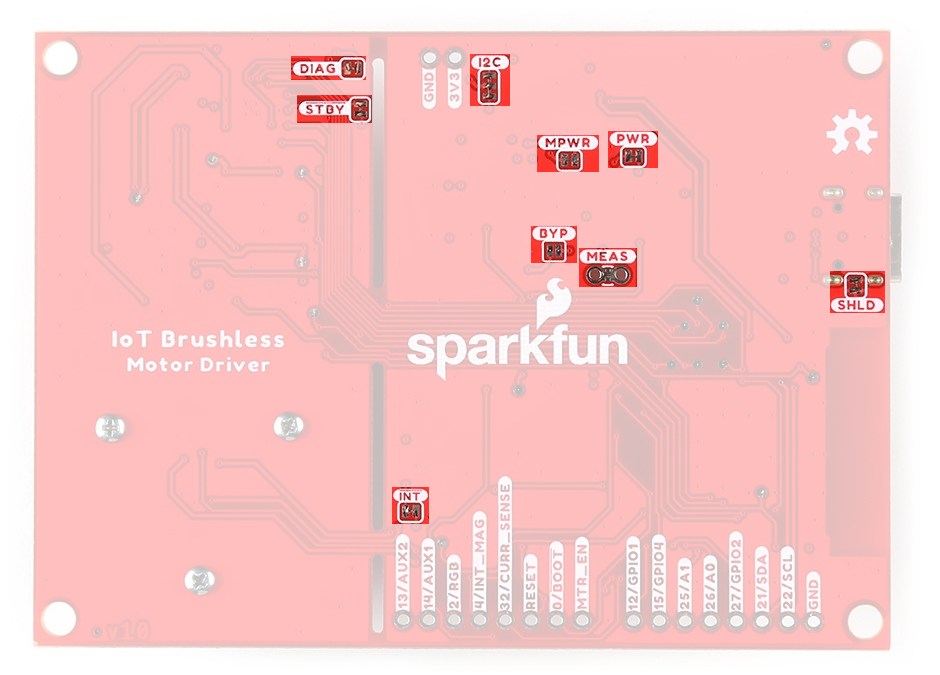 DIAG
I2C
GND
3V3
STBY
MPWR
PWR
BYP
MEAS
SHLD
IoT Brushless
Motor Driver
sparkfun
INT
13/AUX2
14/AUX1
2/RGB
4/INT_MAG
32/CURR_SENSE
RESET
0/BOOT
MTR_EN
12/GPIO1
15/GPIO4
25/A1
26/A0
27/GPIO2
21/SDA
22/SCL
GND
v10